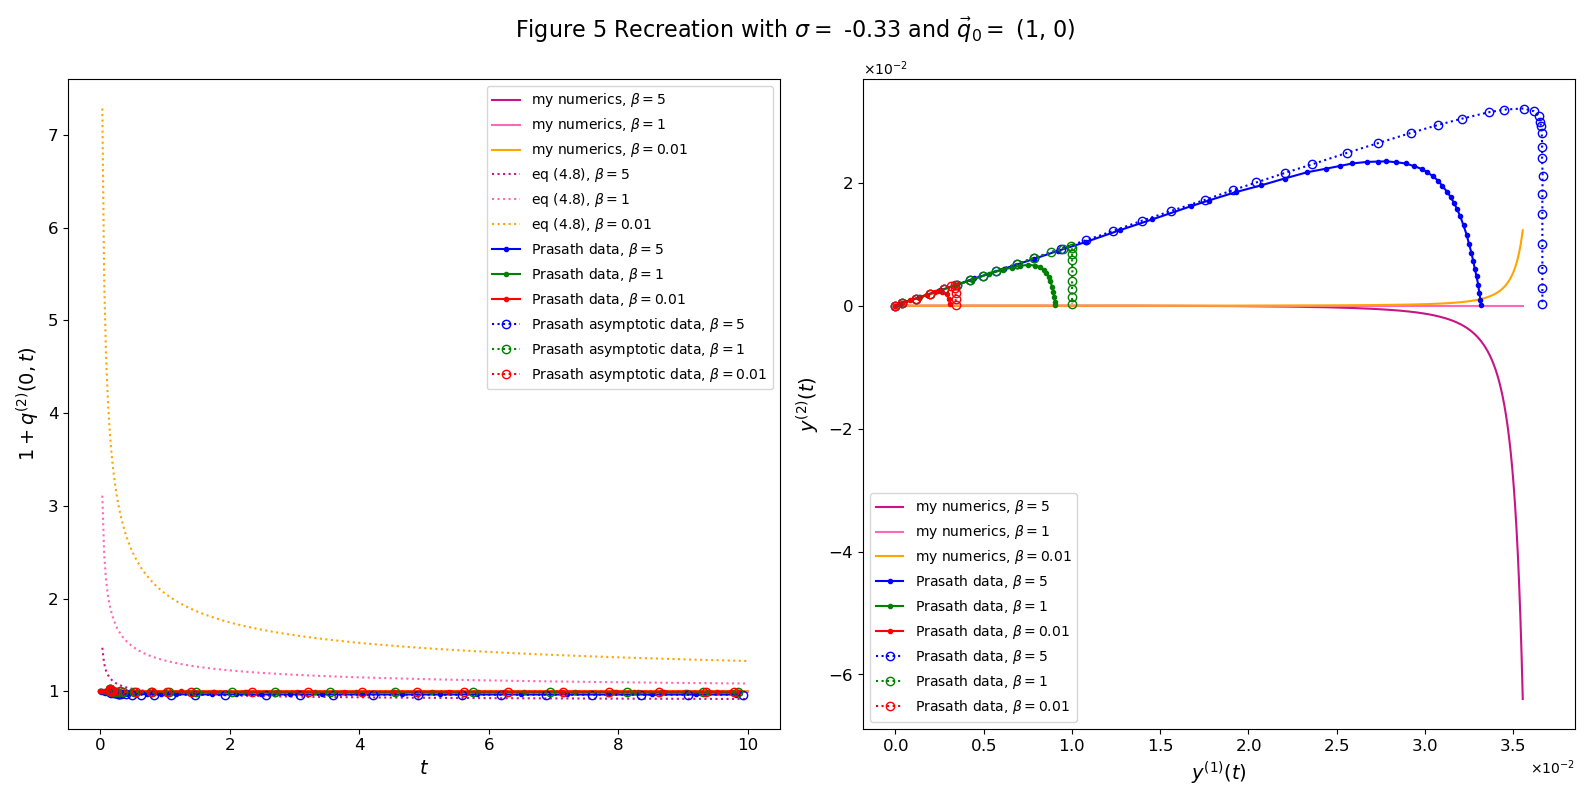 Figure 5 Recreation with σ = -0.33 and q⃗₀ = (1, 0)
1 + q⁽²⁾(0, t)
7
6
5
4
3
2
1
0
2
4
6
8
10
t
my numerics, β = 5
my numerics, β = 1
my numerics, β = 0.01
eq (4.8), β = 5
eq (4.8), β = 1
eq (4.8), β = 0.01
Prasath data, β = 5
Prasath data, β = 1
Prasath data, β = 0.01
Prasath asymptotic data, β = 5
Prasath asymptotic data, β = 1
Prasath asymptotic data, β = 0.01
×10⁻²
y⁽²⁾(t)
2
0
−2
−4
−6
my numerics, β = 5
my numerics, β = 1
my numerics, β = 0.01
Prasath data, β = 5
Prasath data, β = 1
Prasath data, β = 0.01
Prasath data, β = 5
Prasath data, β = 1
Prasath data, β = 0.01
0.0
0.5
1.0
1.5
2.0
2.5
3.0
3.5
×10⁻²
y⁽¹⁾(t)